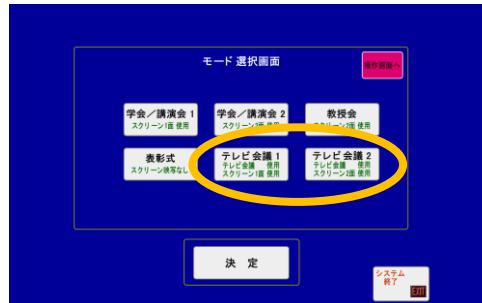 モード 選択画面
操作画面へ
学会／講演会 1
スクリーン1面 使用
学会／講演会 2
スクリーン2面 使用
教授会
スクリーン2面 使用
表彰式
スクリーン映写なし
テレビ会議 1
テレビ会議 使用
スクリーン1面 使用
テレビ会議 2
テレビ会議 使用
スクリーン2面 使用
決 定
システム
終了
EXIT